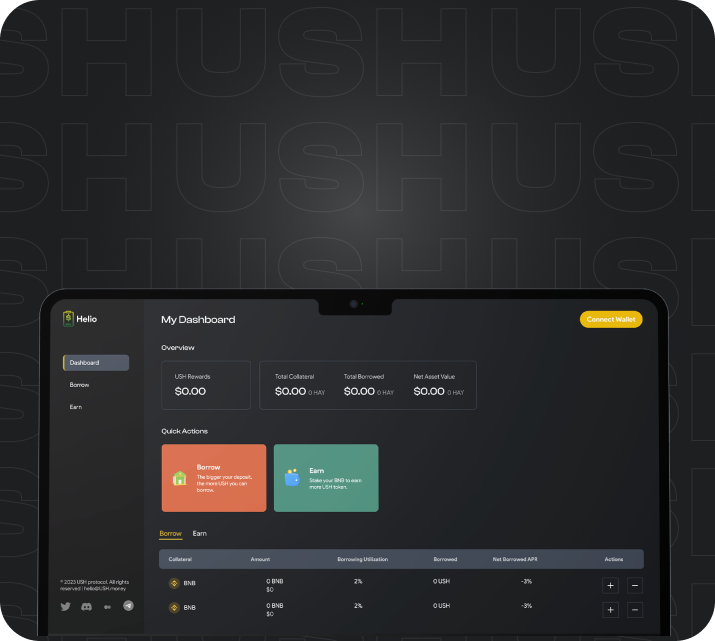 SHUSHUSH
SHUSHUSH
SHUSHUSH
Helio
My Dashboard
Connect Wallet
Overview
Dashboard
Borrow
Earn
USH Rewards
$0.00
Total Collateral
$0.00 0 HAY
Total Borrowed
$0.00 0 HAY
Net Asset Value
$0.00 0 HAY
Quick Actions
Borrow
The bigger your deposit,
the more USH you can
borrow.
Earn
Stake your BNB to earn
more USH token.
Borrow Earn
Collateral Amount Borrowing Utilization Borrowed Net Borrowed APR Actions
BNB 0 BNB 2% 0 USH -3% + −
$0
BNB 0 BNB 2% 0 USH -3% + −
$0
© 2023 USH protocol. All rights
reserved | hello@USH.money